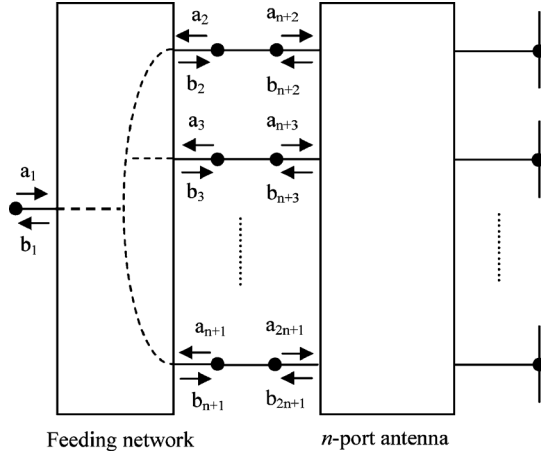 a2 an+2
b2 bn+2
a3 an+3
b3 bn+3
a1
b1
an+1 a2n+1
bn+1 b2n+1
Feeding network n-port antenna